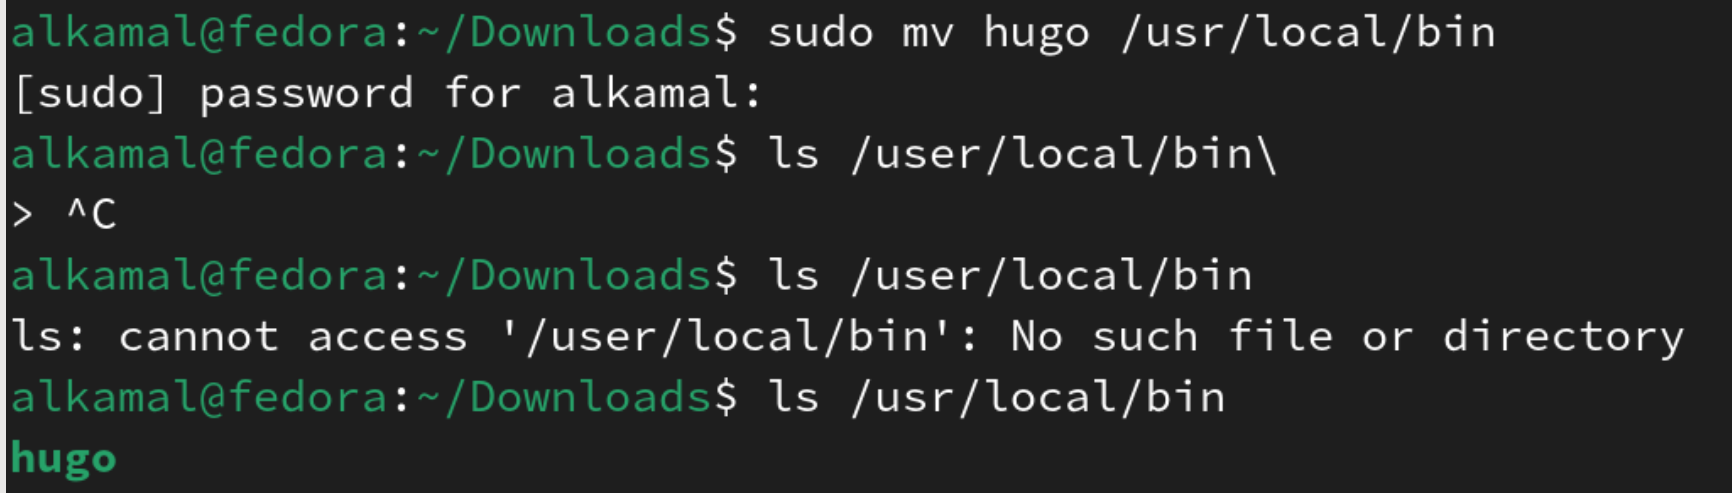 alkamal@fedora:~/Downloads$ sudo mv hugo /usr/local/bin
[sudo] password for alkamal:
alkamal@fedora:~/Downloads$ ls /user/local/bin\
> ^C
alkamal@fedora:~/Downloads$ ls /user/local/bin
ls: cannot access '/user/local/bin': No such file or directory
alkamal@fedora:~/Downloads$ ls /usr/local/bin
hugo